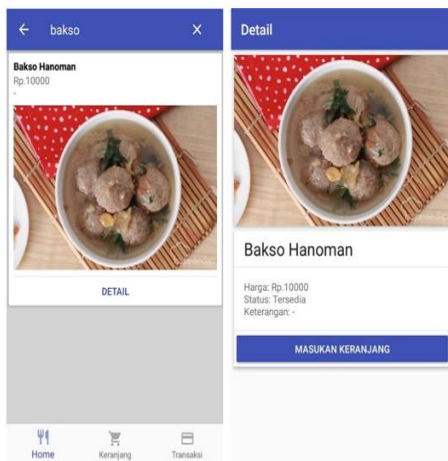 bakso
Bakso Hanoman
Rp.10000
-
DETAIL
Home
Keranjang
Transaksi
Detail
Bakso Hanoman
Harga: Rp.10000
Status: Tersedia
Keterangan: -
MASUKAN KERANJANG